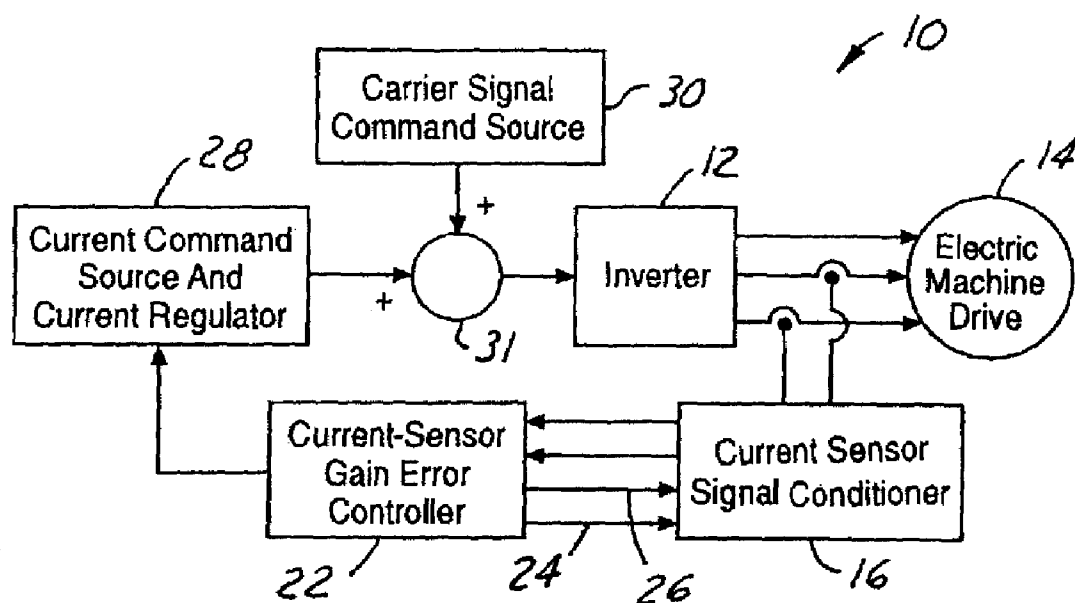 10
Carrier Signal
Command Source
30
28
12
14
+
Current Command
Source And
Current Regulator
+
31
Inverter
Electric
Machine
Drive
Current-Sensor
Gain Error
Controller
Current Sensor
Signal Conditioner
22
24
26
16